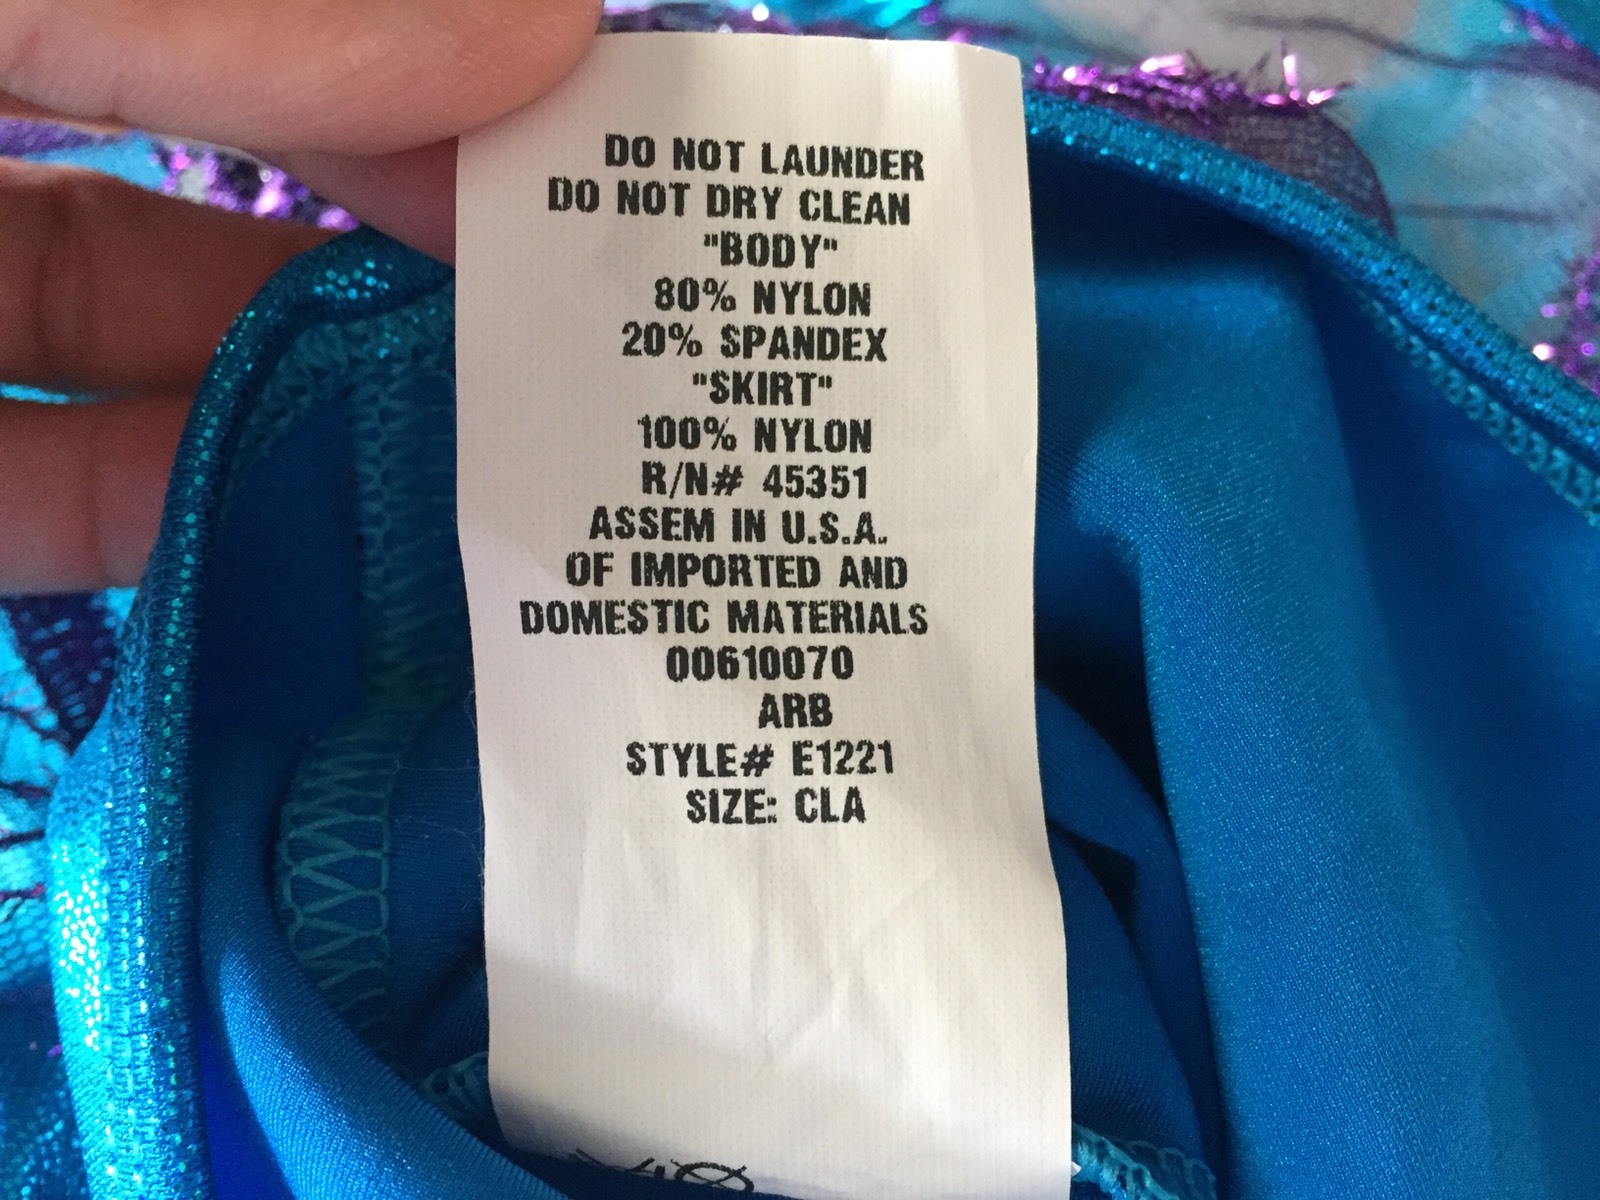 DO NOT LAUNDER
DO NOT DRY CLEAN
"BODY"
80% NYLON
20% SPANDEX
"SKIRT"
100% NYLON
R/N# 45351
ASSEM IN U.S.A.
OF IMPORTED AND
DOMESTIC MATERIALS
00610070
ARB
STYLE# E1221
SIZE: CLA